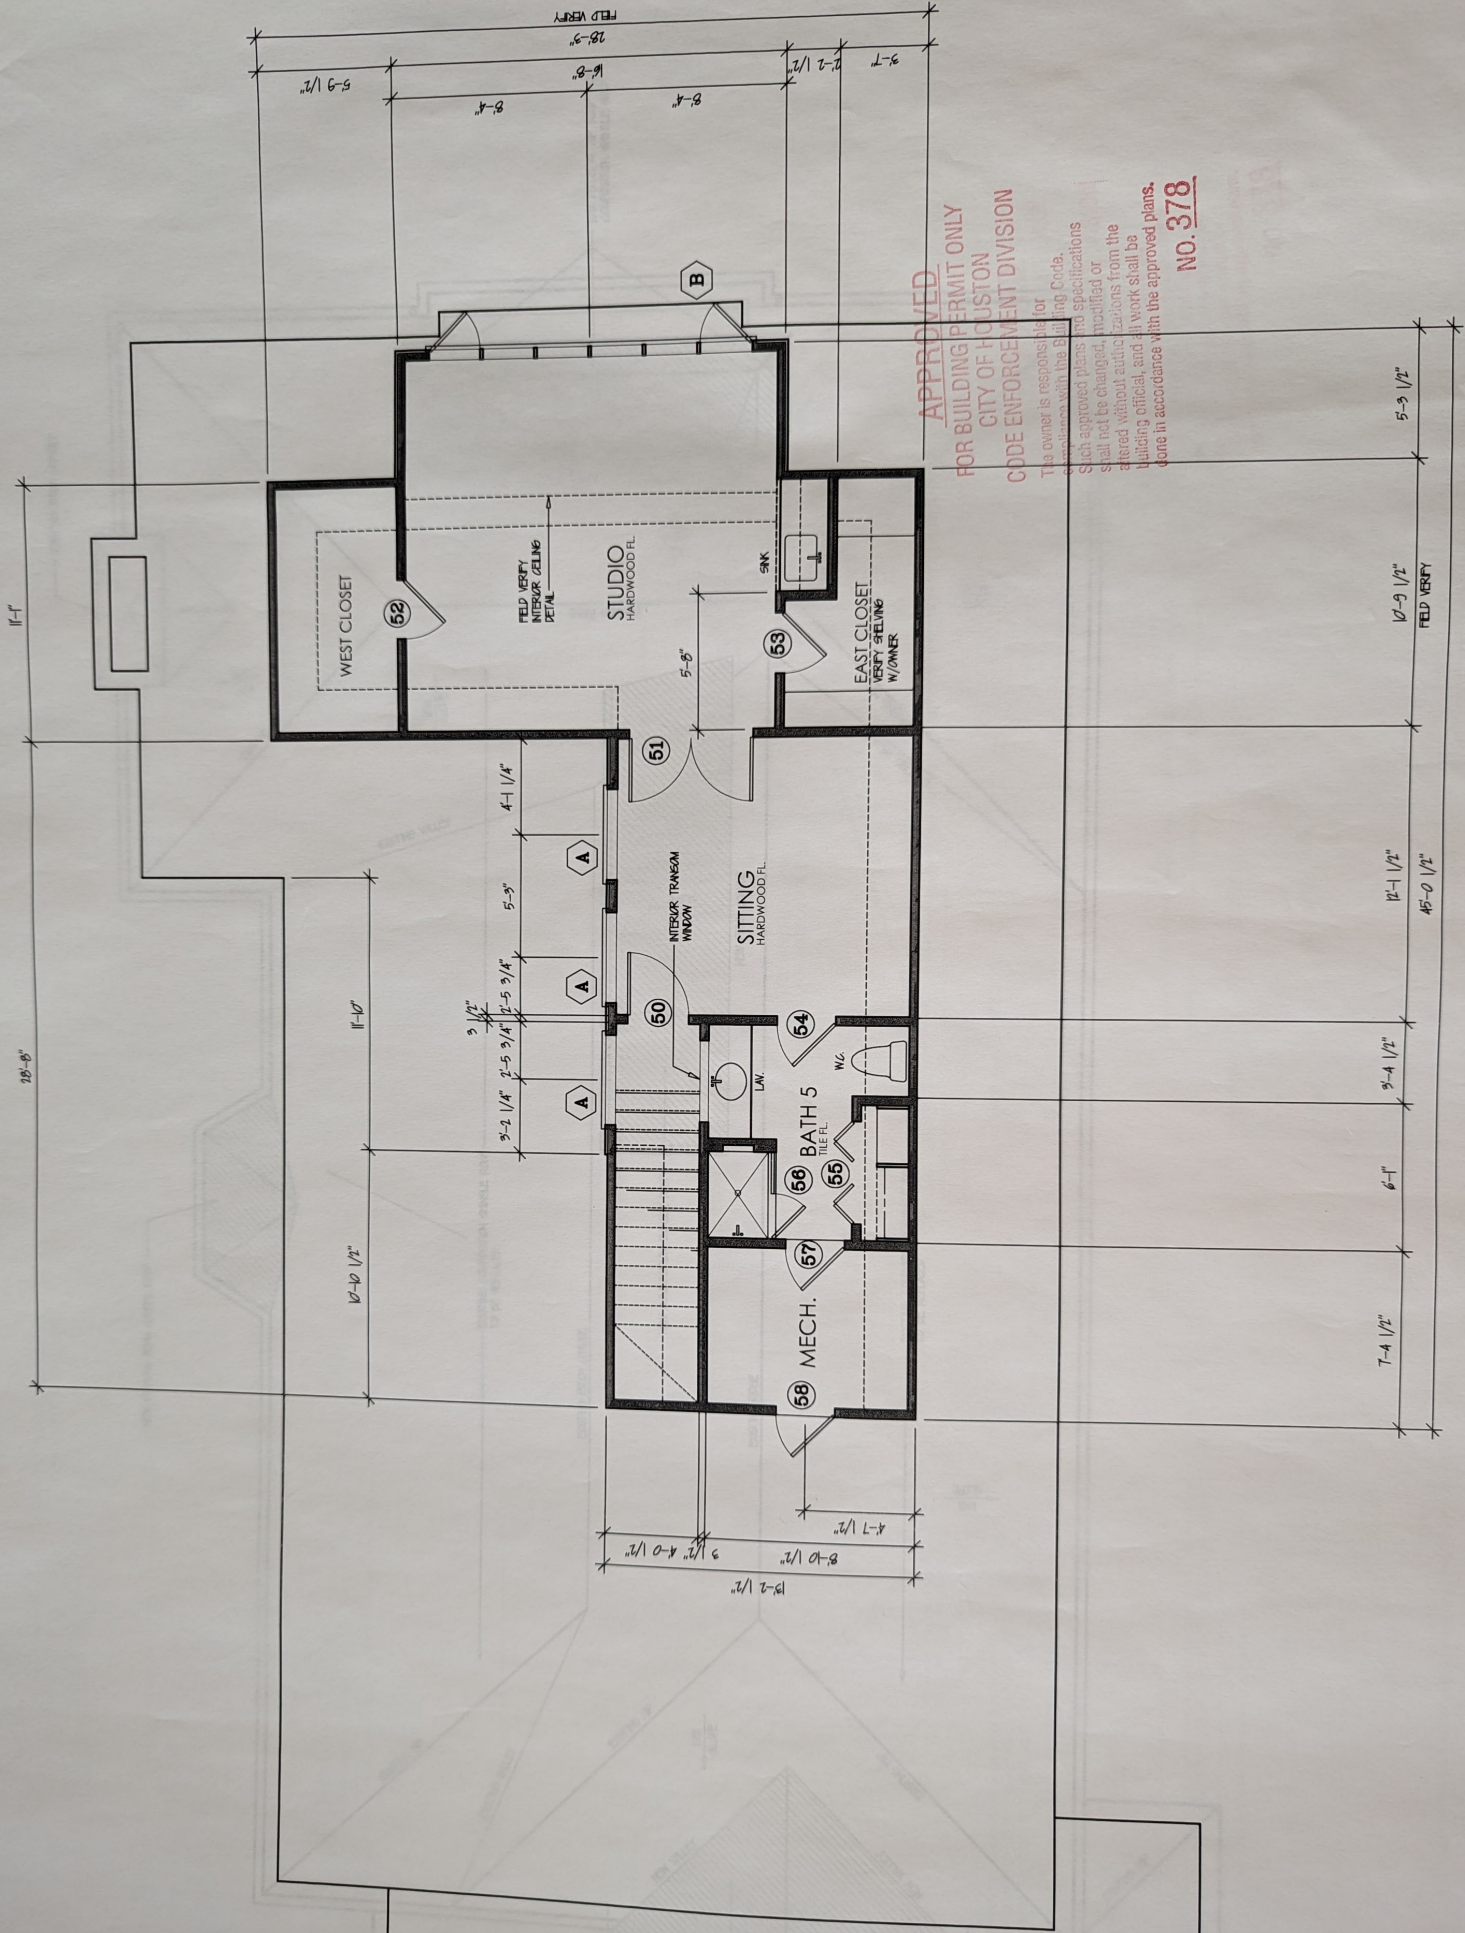 FIELD VERIFY
28'-3"
5'-9 1/2"
16'-8"
2'-2 1/2"
3'-7"
8'-4"
8'-4"
APPROVED
FOR BUILDING PERMIT ONLY
CITY OF HOUSTON
CODE ENFORCEMENT DIVISION
The owner is responsible for
compliance with the Building Code.
Such approved plans and specifications
shall not be changed, modified or
altered without authorizations from the
building official, and all work shall be
done in accordance with the approved plans.
NO. 378
B
11'-1"
WEST CLOSET
52
FIELD VERIFY
INTERIOR CEILING
DETAIL
STUDIO
HARDWOOD FL.
SINK
5'-8"
53
EAST CLOSET
VERIFY SHELVING
W/OWNER
51
5'-3 1/2"
10'-9 1/2"
FIELD VERIFY
4'-1 1/4"
5'-3"
2'-5 3/4"
3 1/2"
2'-5 3/4"
3'-2 1/4"
A
A
A
INTERIOR TRANSOM
WINDOW
SITTING
HARDWOOD FL.
50
54
12'-1 1/2"
45'-0 1/2"
28'-8"
11'-10"
10'-10 1/2"
LAV.
W.C.
BATH 5
TILE FL.
56
55
57
MECH.
58
3'-4 1/2"
6'-1"
7'-4 1/2"
4'-7 1/2"
4'-0 1/2"
3 1/2"
8'-10 1/2"
13'-2 1/2"